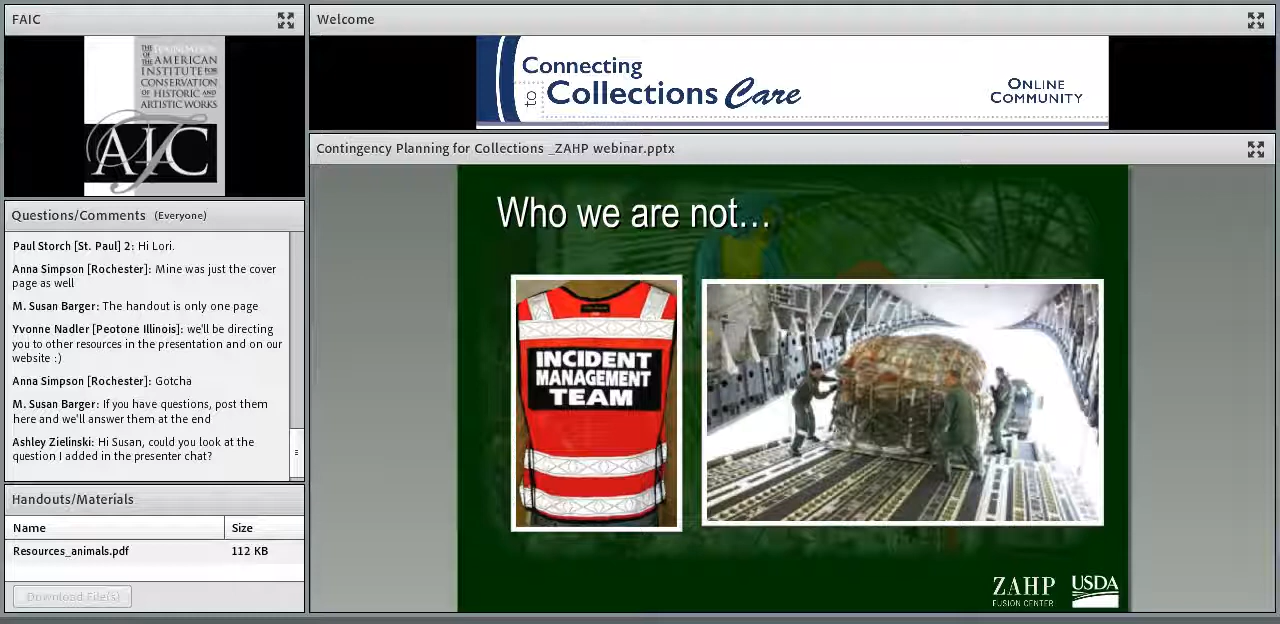 FAIC
THE FOUNDATION
OF THE AMERICAN
INSTITUTE FOR
CONSERVATION
OF HISTORIC AND
ARTISTIC WORKS
AIC
Questions/Comments (Everyone)
Paul Storch [St. Paul] 2: Hi Lori.
Anna Simpson [Rochester]: Mine was just the cover
page as well
M. Susan Barger: The handout is only one page
Yvonne Nadler [Peotone Illinois]: we'll be directing
you to other resources in the presentation and on our
website :)
Anna Simpson [Rochester]: Gotcha
M. Susan Barger: If you have questions, post them
here and we'll answer them at the end
Ashley Zielinski: Hi Susan, could you look at the
question I added in the presenter chat?
Handouts/Materials
Name Size
Resources_animals.pdf 112 KB
Download File(s)
Welcome
Connecting
to Collections Care
ONLINE
COMMUNITY
Contingency Planning for Collections _ZAHP webinar.pptx
Who we are not...
INCIDENT
MANAGEMENT
TEAM
ZAHP
FUSION CENTER
USDA